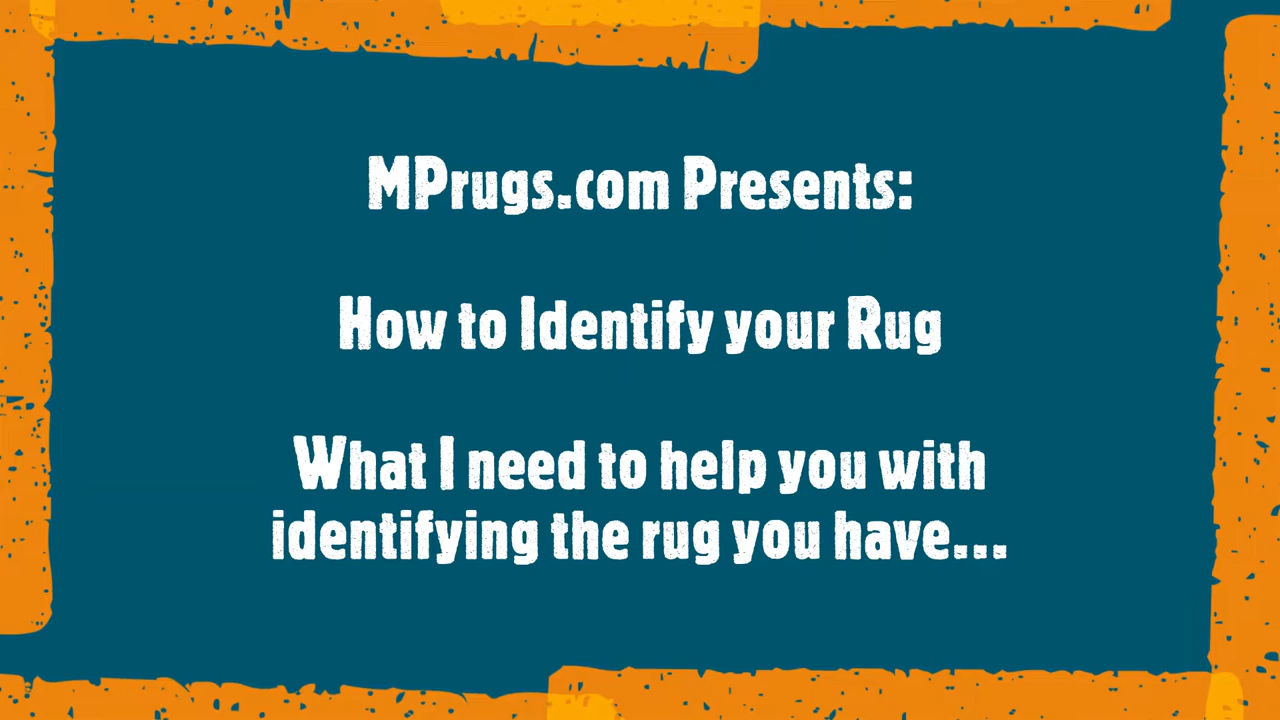 MPrugs.com Presents:
How to Identify your Rug
What I need to help you with
identifying the rug you have...